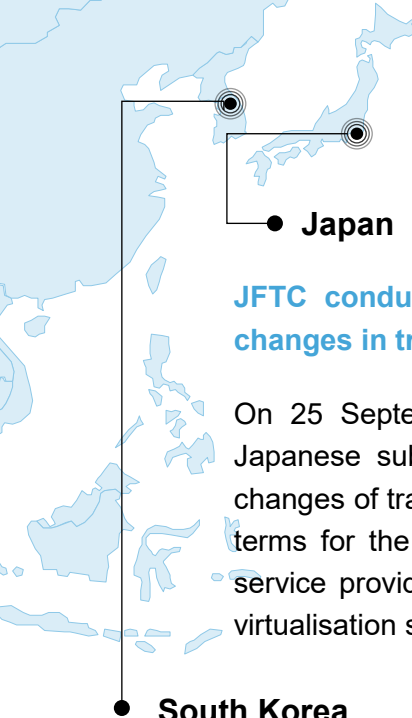 Japan
JFTC condu
changes in tr
On 25 Septe
Japanese sul
changes of tra
terms for the
service provid
virtualisation s
South Korea